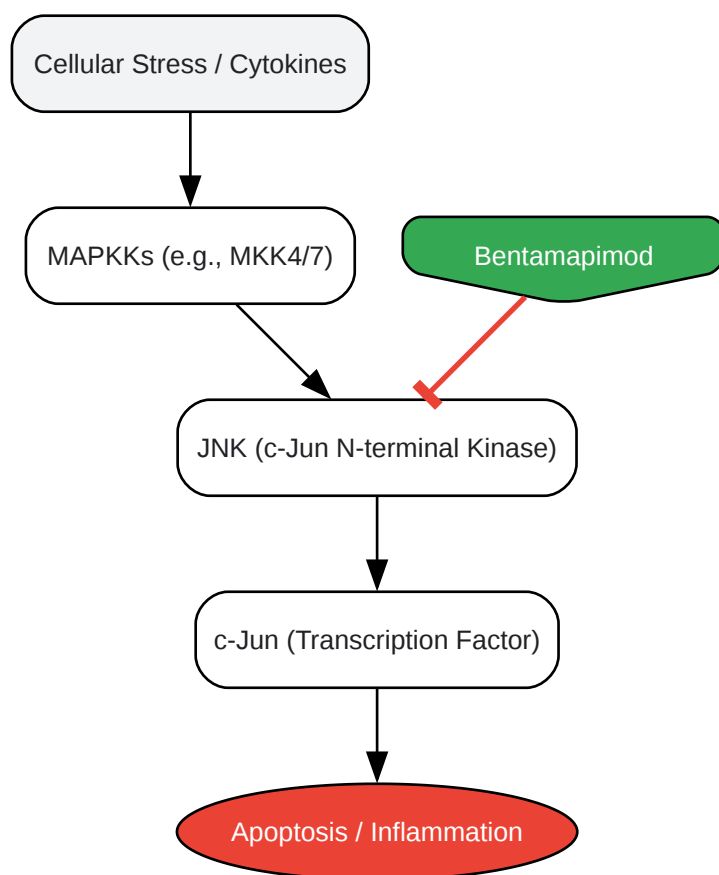 Cellular Stress / Cytokines
MAPKKs (e.g., MKK4/7)
Bentamapimod
JNK (c-Jun N-terminal Kinase)
c-Jun (Transcription Factor)
Apoptosis / Inflammation